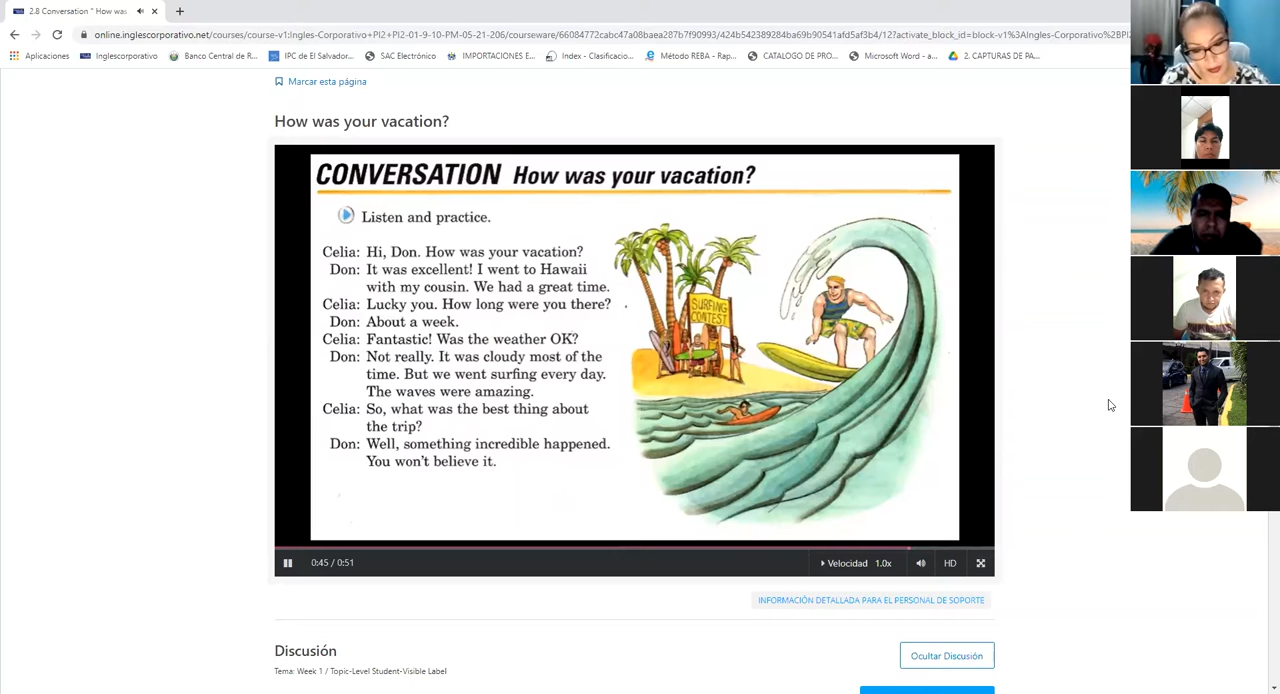 2.8 Conversation " How was
online.inglescorporativo.net/courses/course-v1:Ingles-Corporativo+PI2+PI2-01-9-10-PM-05-21-206/courseware/66084772cabc47a08baea287b7f90993/424b542389284ba69b90541afd5af3b4/12?activate_block_id=block-v1%3AIngles-Corporativo%2BPI
Aplicaciones
Inglescorporativo
Banco Central de R...
IPC de El Salvador...
SAC Electrónico
IMPORTACIONES E...
Index - Clasificacio...
Método REBA - Rap...
CATALOGO DE PRO...
Microsoft Word - a...
2. CAPTURAS DE PA...
Marcar esta página
How was your vacation?
CONVERSATION How was your vacation?
Listen and practice.
Celia: Hi, Don. How was your vacation?
Don: It was excellent! I went to Hawaii
with my cousin. We had a great time.
Celia: Lucky you. How long were you there?
Don: About a week.
Celia: Fantastic! Was the weather OK?
Don: Not really. It was cloudy most of the
time. But we went surfing every day.
The waves were amazing.
Celia: So, what was the best thing about
the trip?
Don: Well, something incredible happened.
You won't believe it.
SURFING
CONTEST
0:45 / 0:51
Velocidad 1.0x
HD
INFORMACIÓN DETALLADA PARA EL PERSONAL DE SOPORTE
Discusión
Tema: Week 1 / Topic-Level Student-Visible Label
Ocultar Discusión